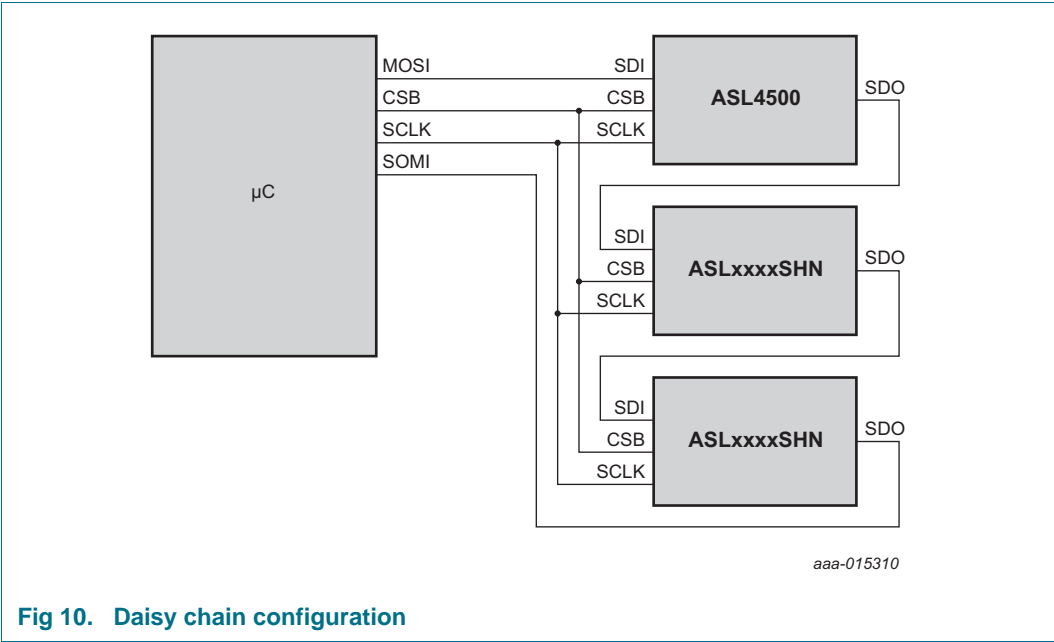 MOSI
CSB
SCLK
SOMI
µC
SDI
CSB
SCLK
ASL4500
SDO
SDI
CSB
SCLK
ASLxxxxSHN
SDO
SDI
CSB
SCLK
ASLxxxxSHN
SDO
aaa-015310
Fig 10. Daisy chain configuration